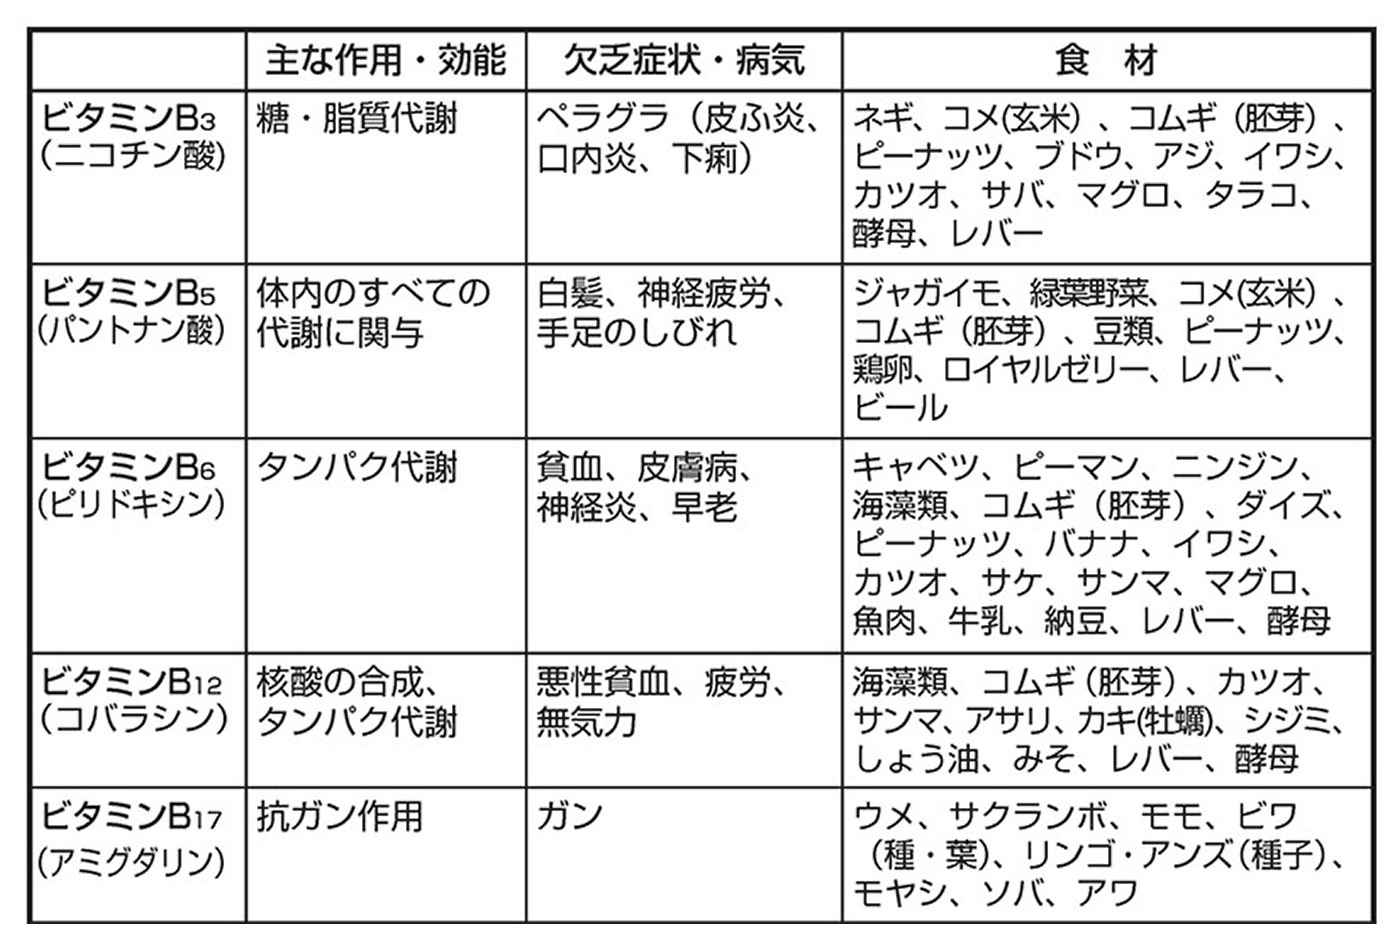 主な作用・効能
欠乏症状・病気
食 材
ビタミンB3
(ニコチン酸)
糖・脂質代謝
ペラグラ（皮ふ炎、
口内炎、下痢）
ネギ、コメ(玄米）、コムギ（胚芽）、
ピーナッツ、ブドウ、アジ、イワシ、
カツオ、サバ、マグロ、タラコ、
酵母、レバー
ビタミンB5
(パントナン酸)
体内のすべての
代謝に関与
白髪、神経疲労、
手足のしびれ
ジャガイモ、緑葉野菜、コメ(玄米）、
コムギ（胚芽）、豆類、ピーナッツ、
鶏卵、ロイヤルゼリー、レバー、
ビール
ビタミンB6
(ピリドキシン)
タンパク代謝
貧血、皮膚病、
神経炎、早老
キャベツ、ピーマン、ニンジン、
海藻類、コムギ（胚芽）、ダイズ、
ピーナッツ、バナナ、イワシ、
カツオ、サケ、サンマ、マグロ、
魚肉、牛乳、納豆、レバー、酵母
ビタミンB12
(コバラシン)
核酸の合成、
タンパク代謝
悪性貧血、疲労、
無気力
海藻類、コムギ（胚芽）、カツオ、
サンマ、アサリ、カキ(牡蠣)、シジミ、
しょう油、みそ、レバー、酵母
ビタミンB17
(アミグダリン)
抗ガン作用
ガン
ウメ、サクランボ、モモ、ビワ
（種・葉)、リンゴ・アンズ（種子）、
モヤシ、ソバ、アワ